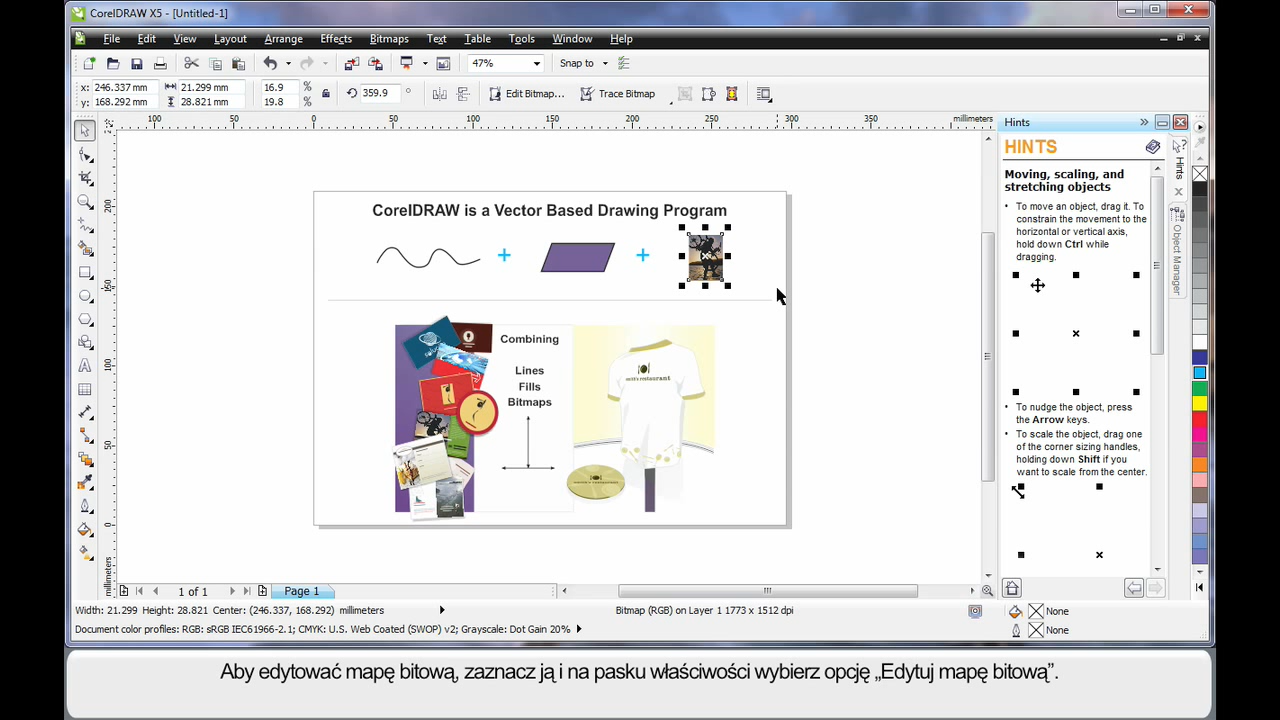 CorelDRAW X5 - [Untitled-1]
File Edit View Layout Arrange Effects Bitmaps Text Table Tools Window Help
47% Snap to
x: 246.337 mm 21.299 mm 16.9 % 359.9 ° Edit Bitmap... Trace Bitmap
y: 168.292 mm 28.821 mm 19.8 %
100 50 0 50 100 150 200 250 300 350 millimeters
200
150
100
50
0
millimeters
CorelDRAW is a Vector Based Drawing Program
+ +
Combining
Lines
Fills
Bitmaps
Hints
HINTS
Moving, scaling, and
stretching objects
• To move an object, drag it. To
constrain the movement to the
horizontal or vertical axis,
hold down Ctrl while
dragging.
• To nudge the object, press
the Arrow keys.
• To scale the object, drag one
of the corner sizing handles,
holding down Shift if you
want to scale from the center.
Hints
Object Manager
1 of 1 Page 1
Width: 21.299 Height: 28.821 Center: (246.337, 168.292) millimeters Bitmap (RGB) on Layer 1 1773 x 1512 dpi None
Document color profiles: RGB: sRGB IEC61966-2.1; CMYK: U.S. Web Coated (SWOP) v2; Grayscale: Dot Gain 20% None
Aby edytować mapę bitową, zaznacz ją i na pasku właściwości wybierz opcję „Edytuj mapę bitową”.